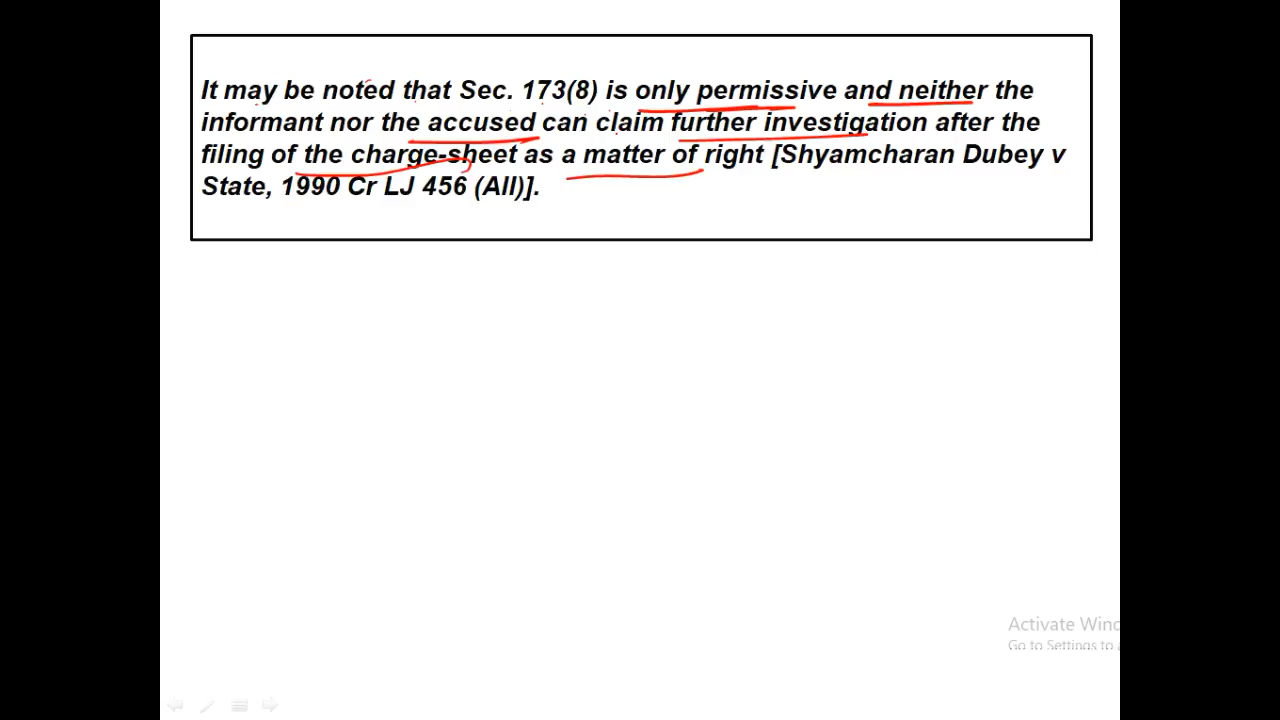 It may be noted that Sec. 173(8) is only permissive and neither the
informant nor the accused can claim further investigation after the
filing of the charge-sheet as a matter of right [Shyamcharan Dubey v
State, 1990 Cr LJ 456 (All)].
Activate Winc
Go to Settings to